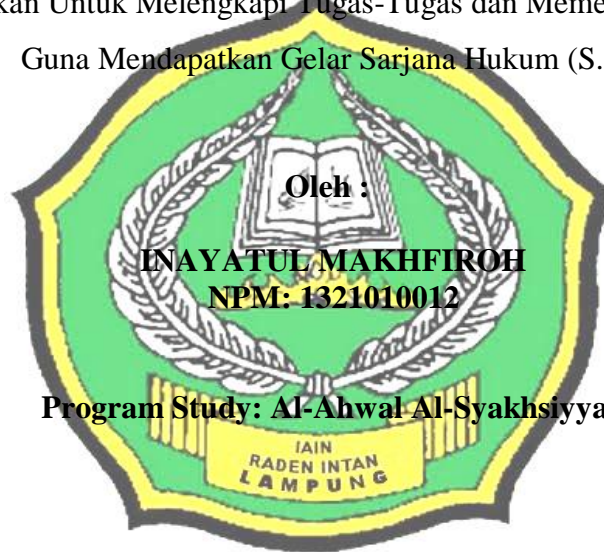 kan Untuk Melengkapi Tugas-Tugas dan Meme
Guna Mendapatkan Gelar Sarjana Hukum (S.
Oleh :
INAYATUL MAKHFIROH
NPM: 1321010012
Program Study: Al-Ahwal Al-Syakhsiyya
IAIN
RADEN INTAN
LAMPUNG